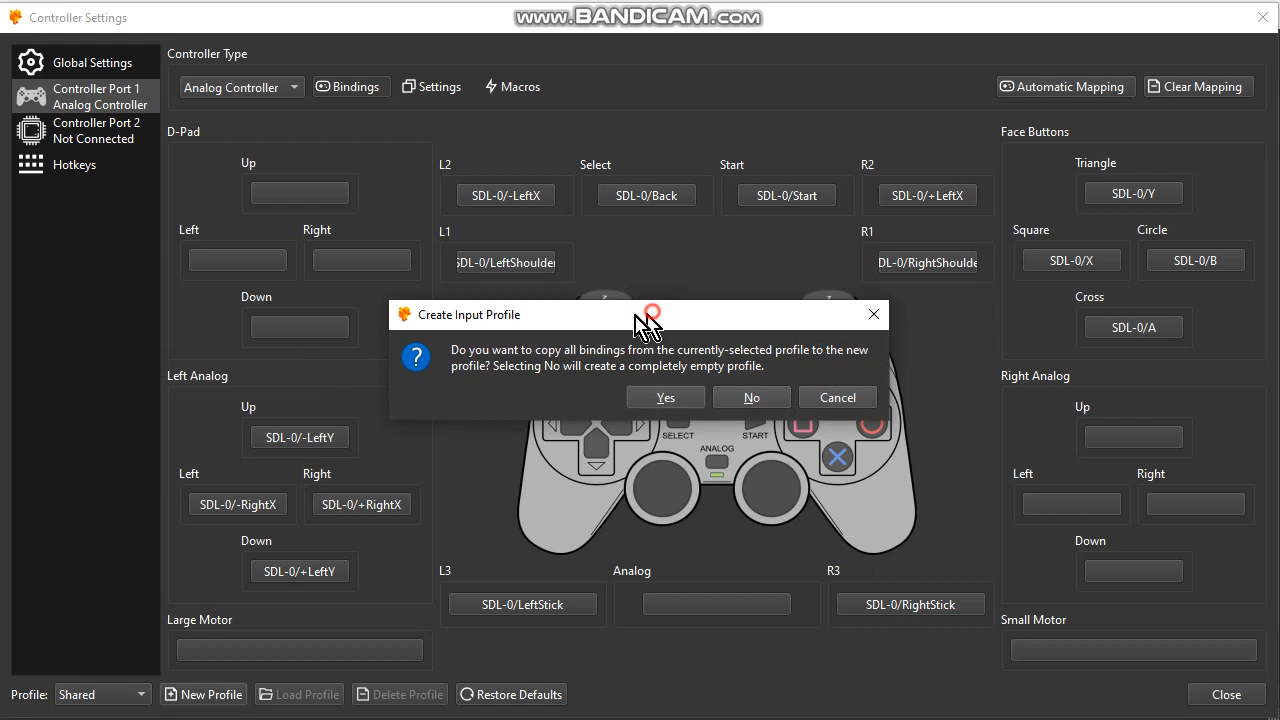 Controller Settings
www.BANDICAM.com
Global Settings
Controller Port 1
Analog Controller
Controller Port 2
Not Connected
Hotkeys
Controller Type
Analog Controller
Bindings
Settings
Macros
Automatic Mapping
Clear Mapping
D-Pad
Up
Left
Right
Down
L2
SDL-0/-LeftX
Select
SDL-0/Back
Start
SDL-0/Start
R2
SDL-0/+LeftX
L1
SDL-0/LeftShoulder
R1
DL-0/RightShoulde
Face Buttons
Triangle
SDL-0/Y
Square
SDL-0/X
Circle
SDL-0/B
Cross
SDL-0/A
Create Input Profile
Do you want to copy all bindings from the currently-selected profile to the new
profile? Selecting No will create a completely empty profile.
Yes
No
Cancel
SELECT
START
ANALOG
Left Analog
Up
SDL-0/-LeftY
Left
SDL-0/-RightX
Right
SDL-0/+RightX
Down
SDL-0/+LeftY
Right Analog
Up
Left
Right
Down
L3
SDL-0/LeftStick
Analog
R3
SDL-0/RightStick
Large Motor
Small Motor
Profile:
Shared
New Profile
Load Profile
Delete Profile
Restore Defaults
Close